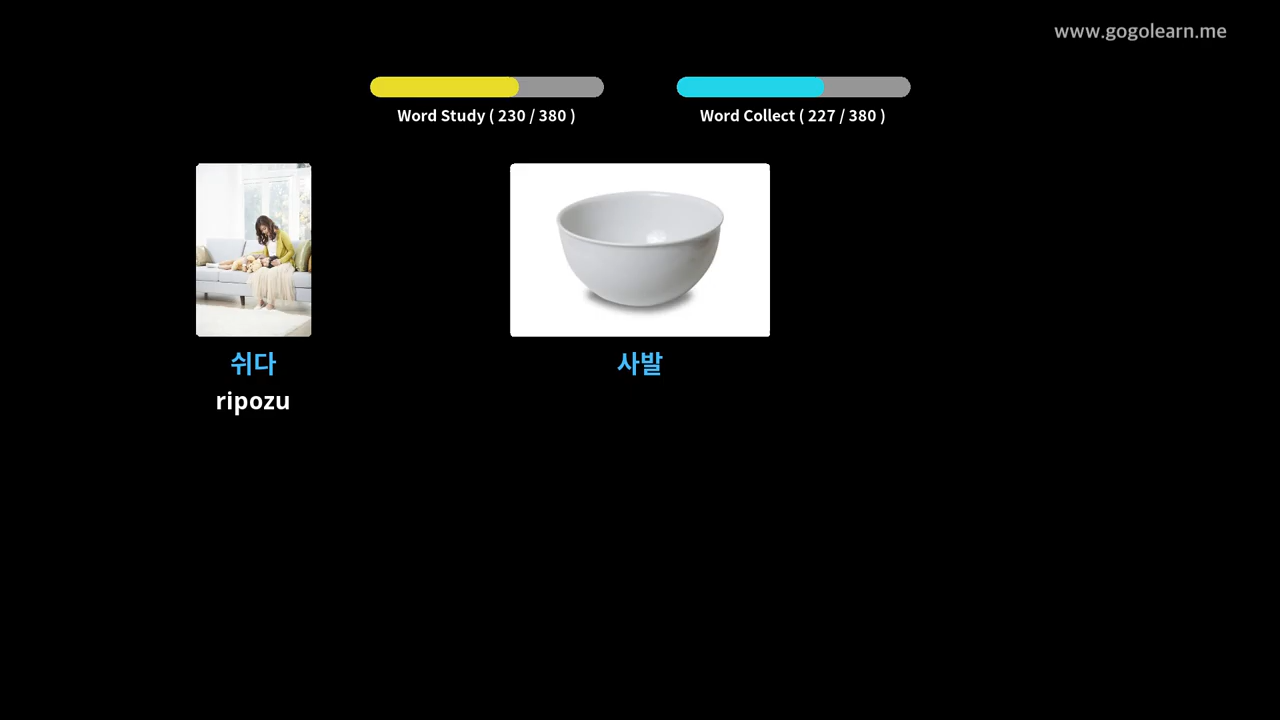 www.gogolearn.me
Word Study ( 230 / 380 )
Word Collect ( 227 / 380 )
쉬다
ripozu
사발